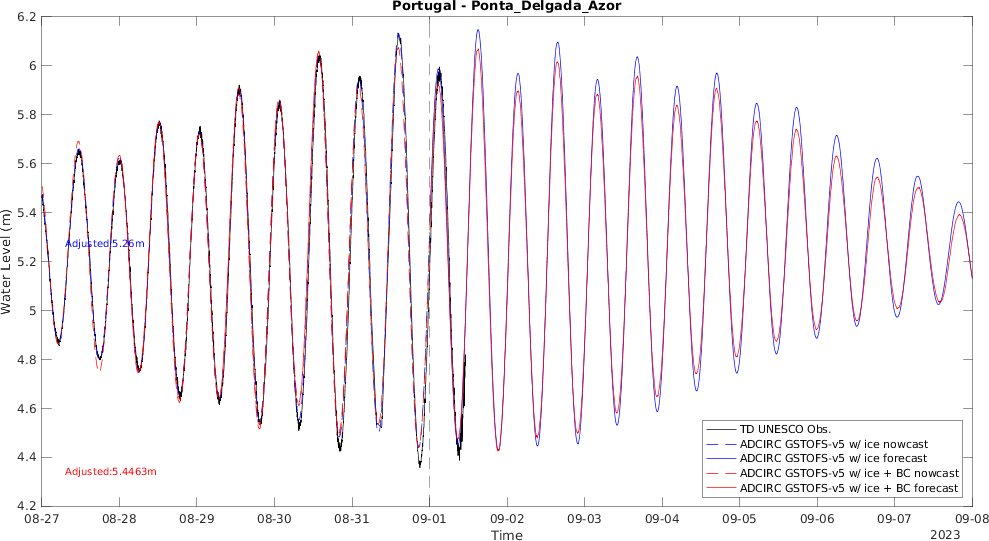 Portugal - Ponta_Delgada_Azor
6.2
6
5.8
5.6
5.4
5.2
5
4.8
4.6
4.4
4.2
Water Level (m)
Adjusted:5.26m
Adjusted:5.4463m
TD UNESCO Obs.
ADCIRC GSTOFS-v5 w/ ice nowcast
ADCIRC GSTOFS-v5 w/ ice forecast
ADCIRC GSTOFS-v5 w/ ice + BC nowcast
ADCIRC GSTOFS-v5 w/ ice + BC forecast
08-27 08-28 08-29 08-30 08-31 09-01 09-02 09-03 09-04 09-05 09-06 09-07 09-08
Time
2023